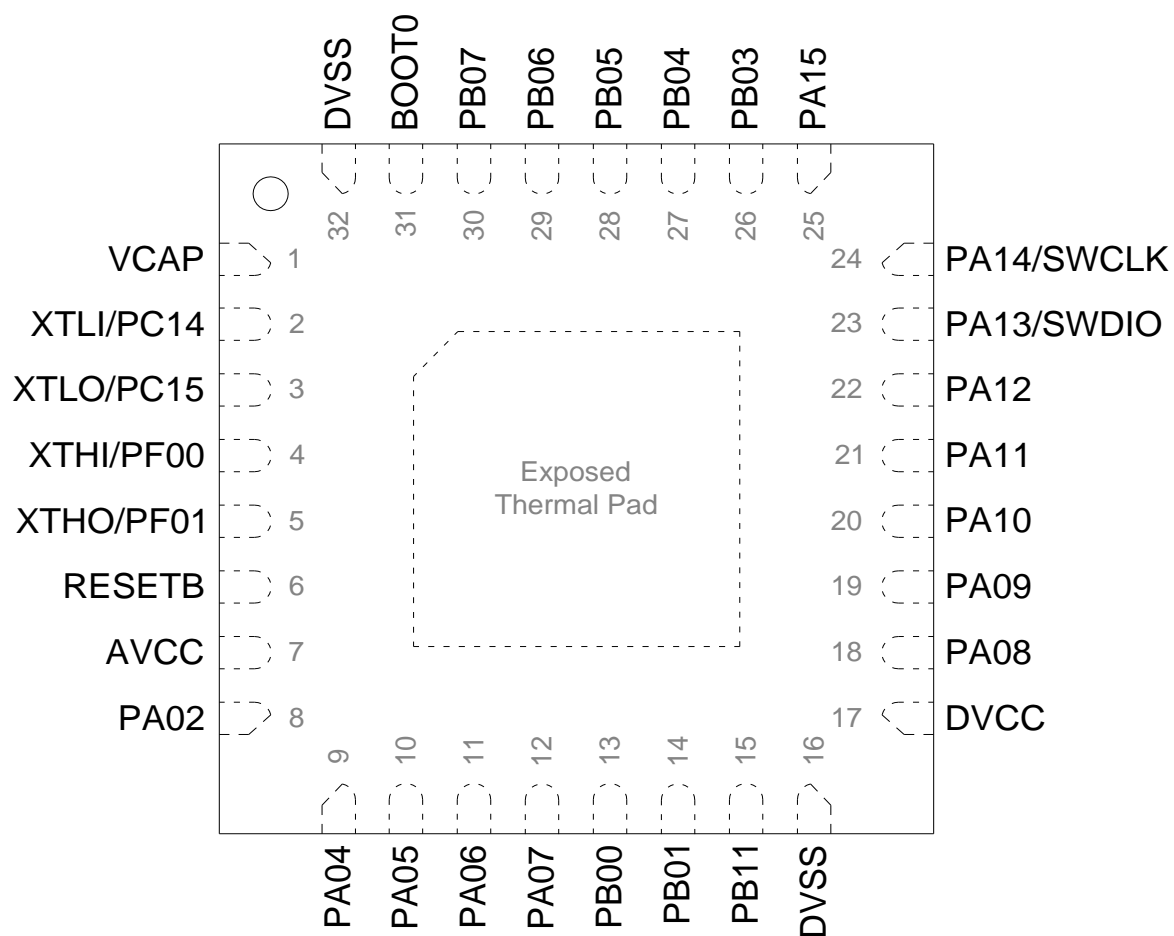 DVSS
BOOT0
PB07
PB06
PB05
PB04
PB03
PA15
32
31
30
29
28
27
26
25
VCAP 1
24 PA14/SWCLK
XTLI/PC14 2
23 PA13/SWDIO
XTLO/PC15 3
22 PA12
XTHI/PF00 4
21 PA11
Exposed
Thermal Pad
XTHO/PF01 5
20 PA10
RESETB 6
19 PA09
AVCC 7
18 PA08
PA02 8
17 DVCC
9
10
11
12
13
14
15
16
PA04
PA05
PA06
PA07
PB00
PB01
PB11
DVSS